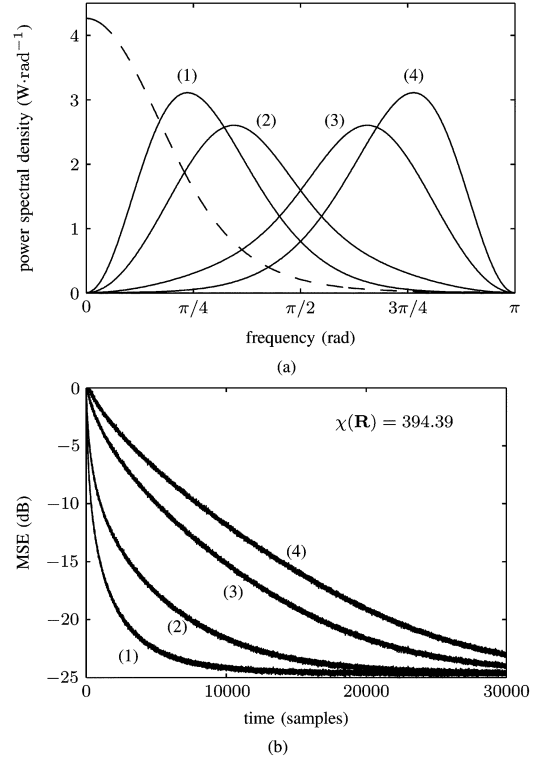 power spectral density (W·rad⁻¹)
4
3
2
1
0
(1)
(2)
(3)
(4)
0
π/4
π/2
3π/4
π
frequency (rad)
(a)
MSE (dB)
0
−5
−10
−15
−20
−25
χ(R) = 394.39
(4)
(3)
(2)
(1)
0
10000
20000
30000
time (samples)
(b)